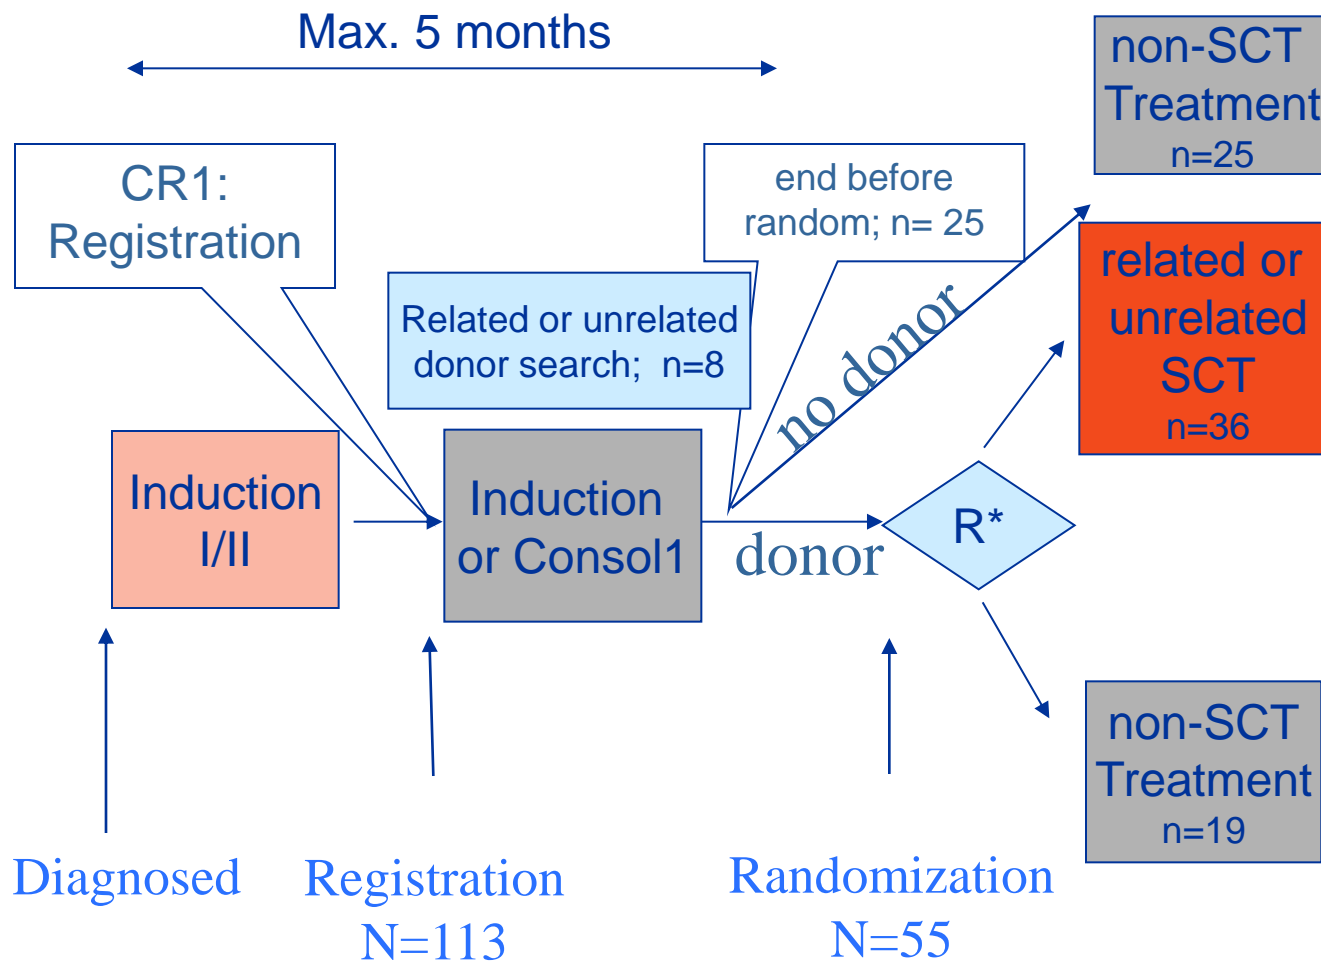 Max. 5 months
non-SCT
Treatment
n=25
CR1:
Registration
end before
random; n= 25
related or
unrelated
SCT
n=36
Related or unrelated
donor search;  n=8
no donor
Induction
I/II
Induction
or Consol1
donor
R*
non-SCT
Treatment
n=19
Diagnosed
Registration
N=113
Randomization
N=55